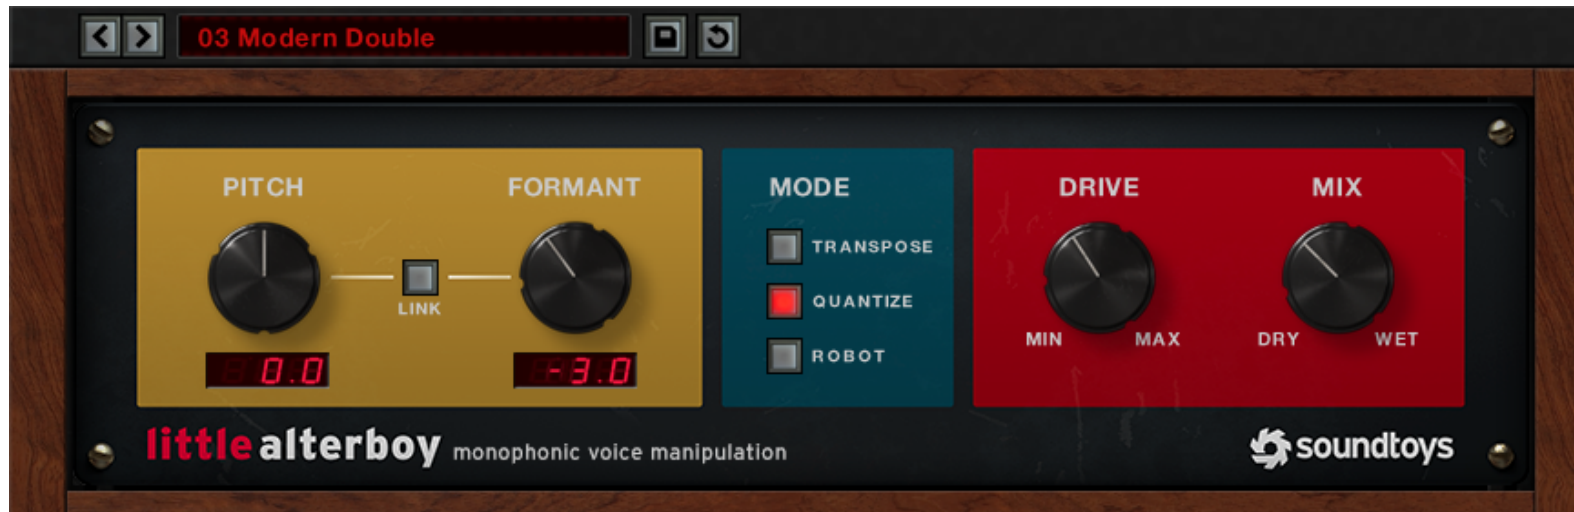 03 Modern Double
PITCH
FORMANT
LINK
0.0
-3.0
MODE
TRANSPOSE
QUANTIZE
ROBOT
DRIVE
MIN
MAX
MIX
DRY
WET
littlealterboy monophonic voice manipulation
soundtoys